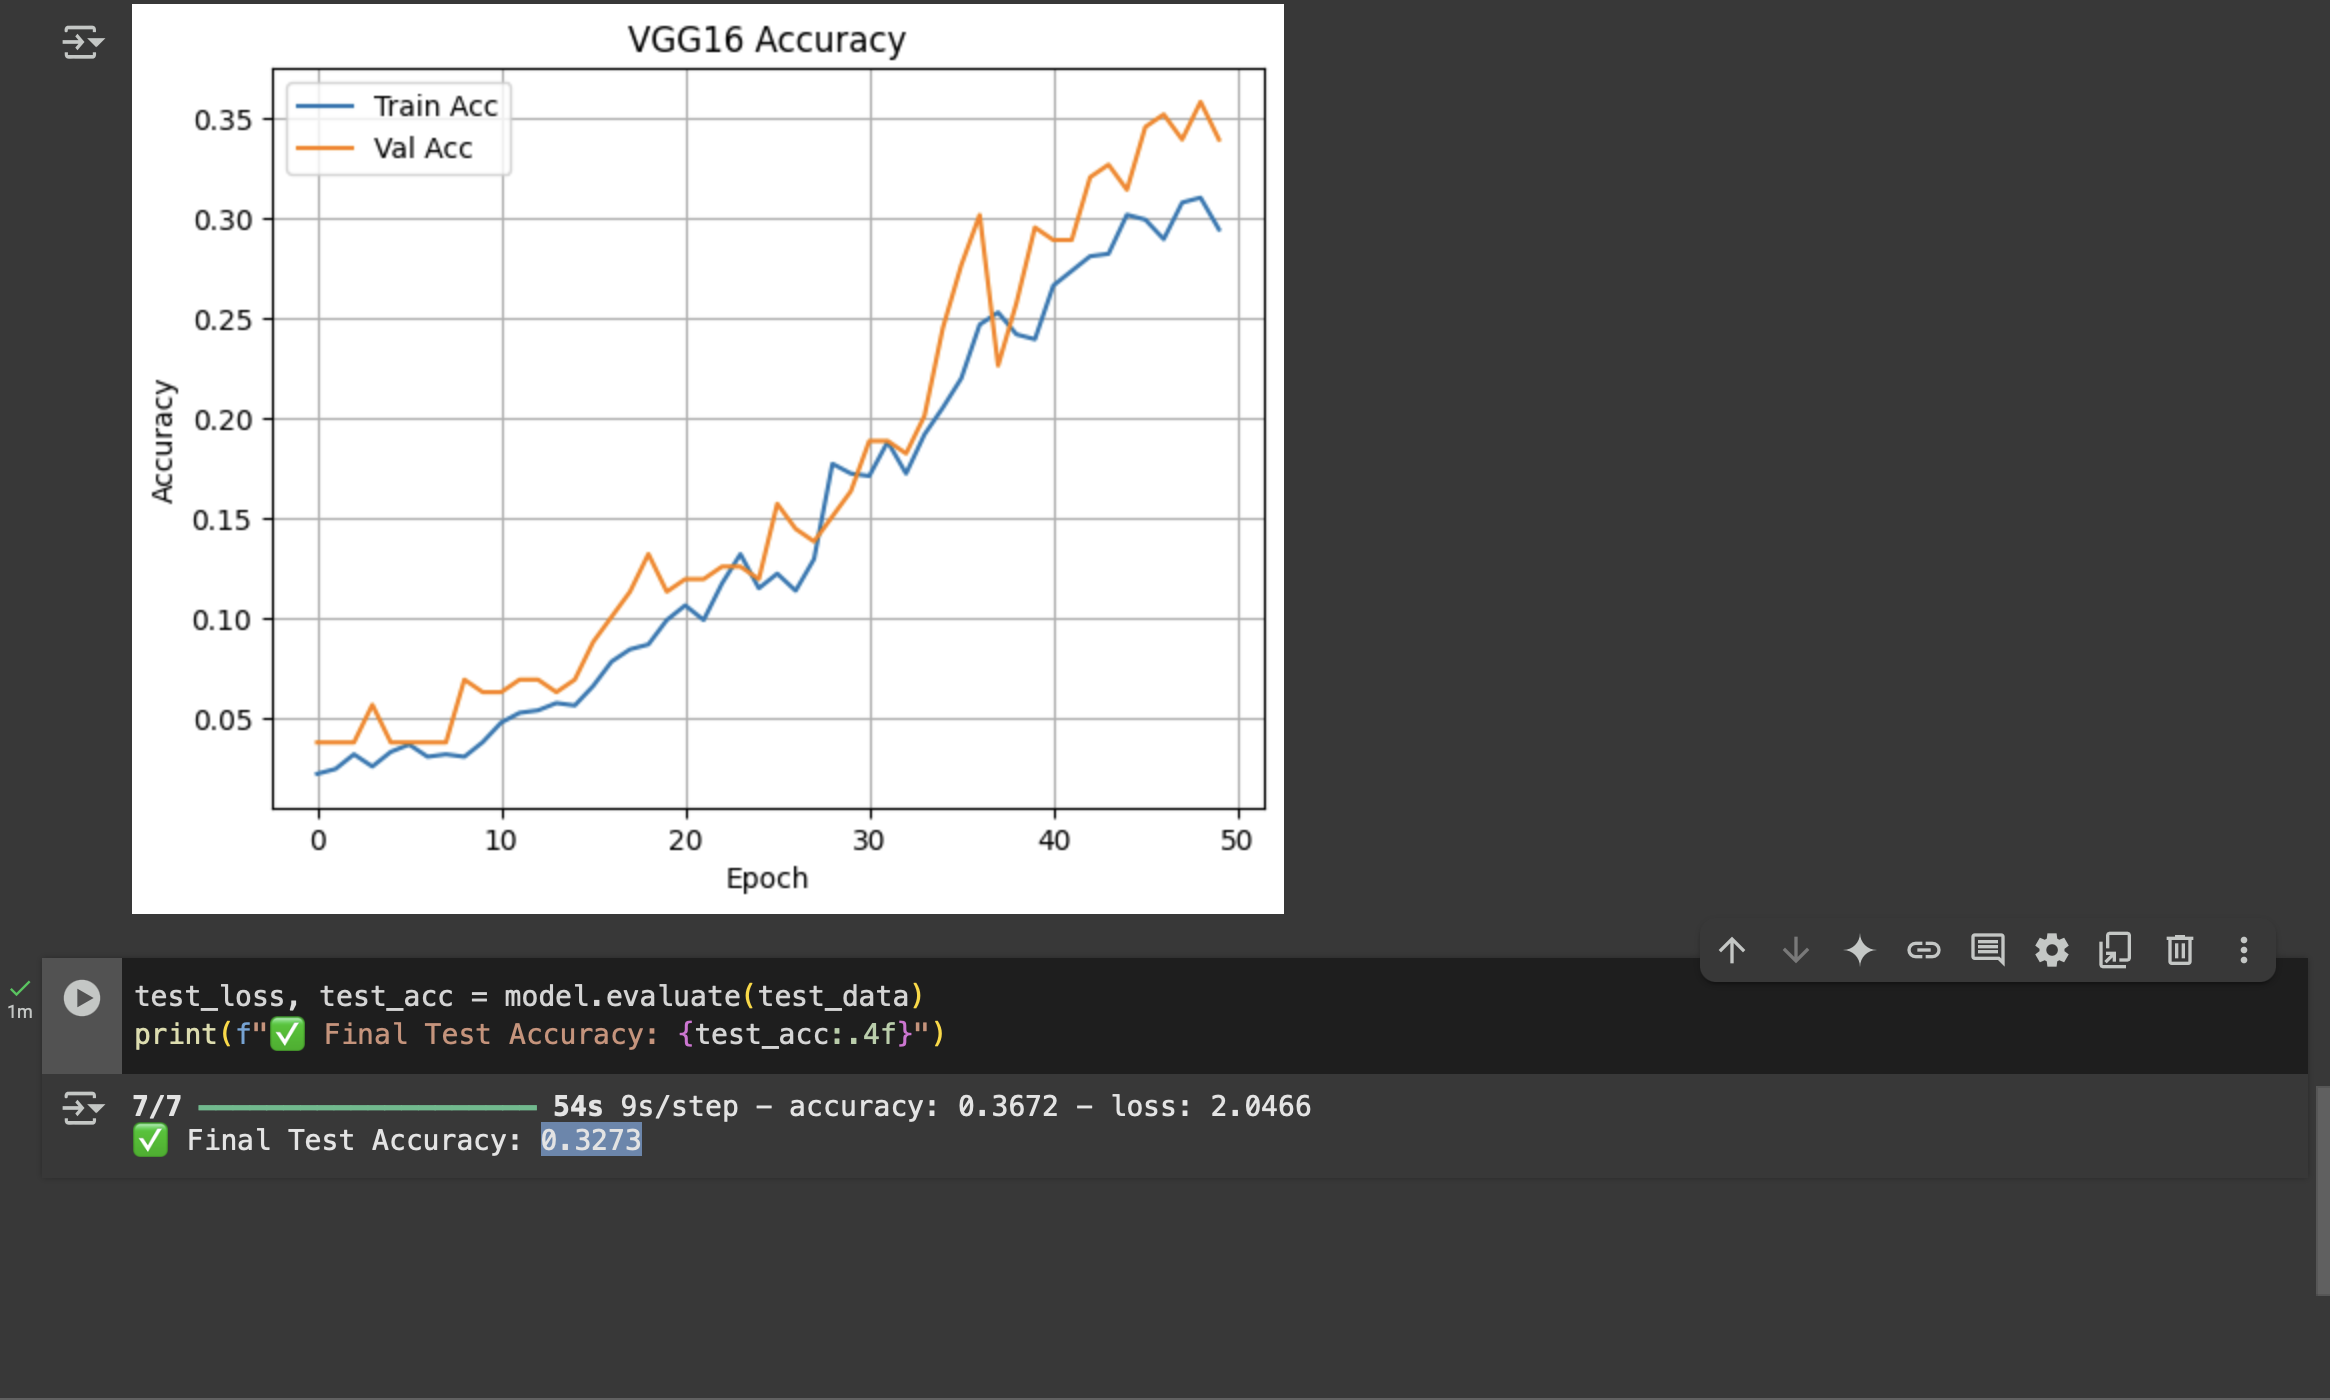 VGG16 Accuracy
Train Acc
Val Acc
0.35
0.30
0.25
0.20
0.15
0.10
0.05
Accuracy
0 10 20 30 40 50
Epoch
1m
test_loss, test_acc = model.evaluate(test_data)
print(f"✅ Final Test Accuracy: {test_acc:.4f}")
7/7 ━━━━━━━━━━━━━━━━━━━━ 54s 9s/step - accuracy: 0.3672 - loss: 2.0466
✅ Final Test Accuracy: 0.3273